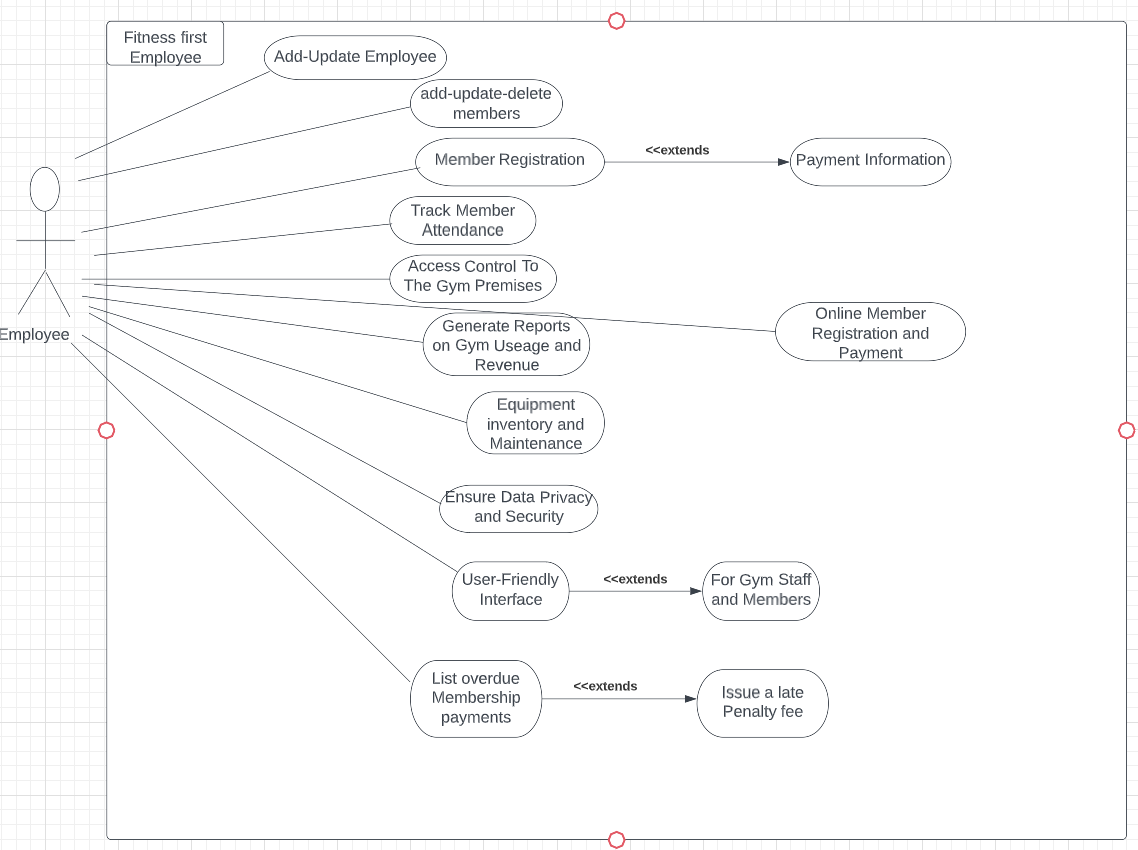 Fitness first
Employee
Add-Update Employee
add-update-delete
members
Member Registration
<<extends
Payment Information
Track Member
Attendance
Access Control To
The Gym Premises
Online Member
Registration and
Payment
Generate Reports
on Gym Useage and
Revenue
Employee
Equipment
inventory and
Maintenance
Ensure Data Privacy
and Security
User-Friendly
Interface
<<extends
For Gym Staff
and Members
List overdue
Membership
payments
<<extends
Issue a late
Penalty fee